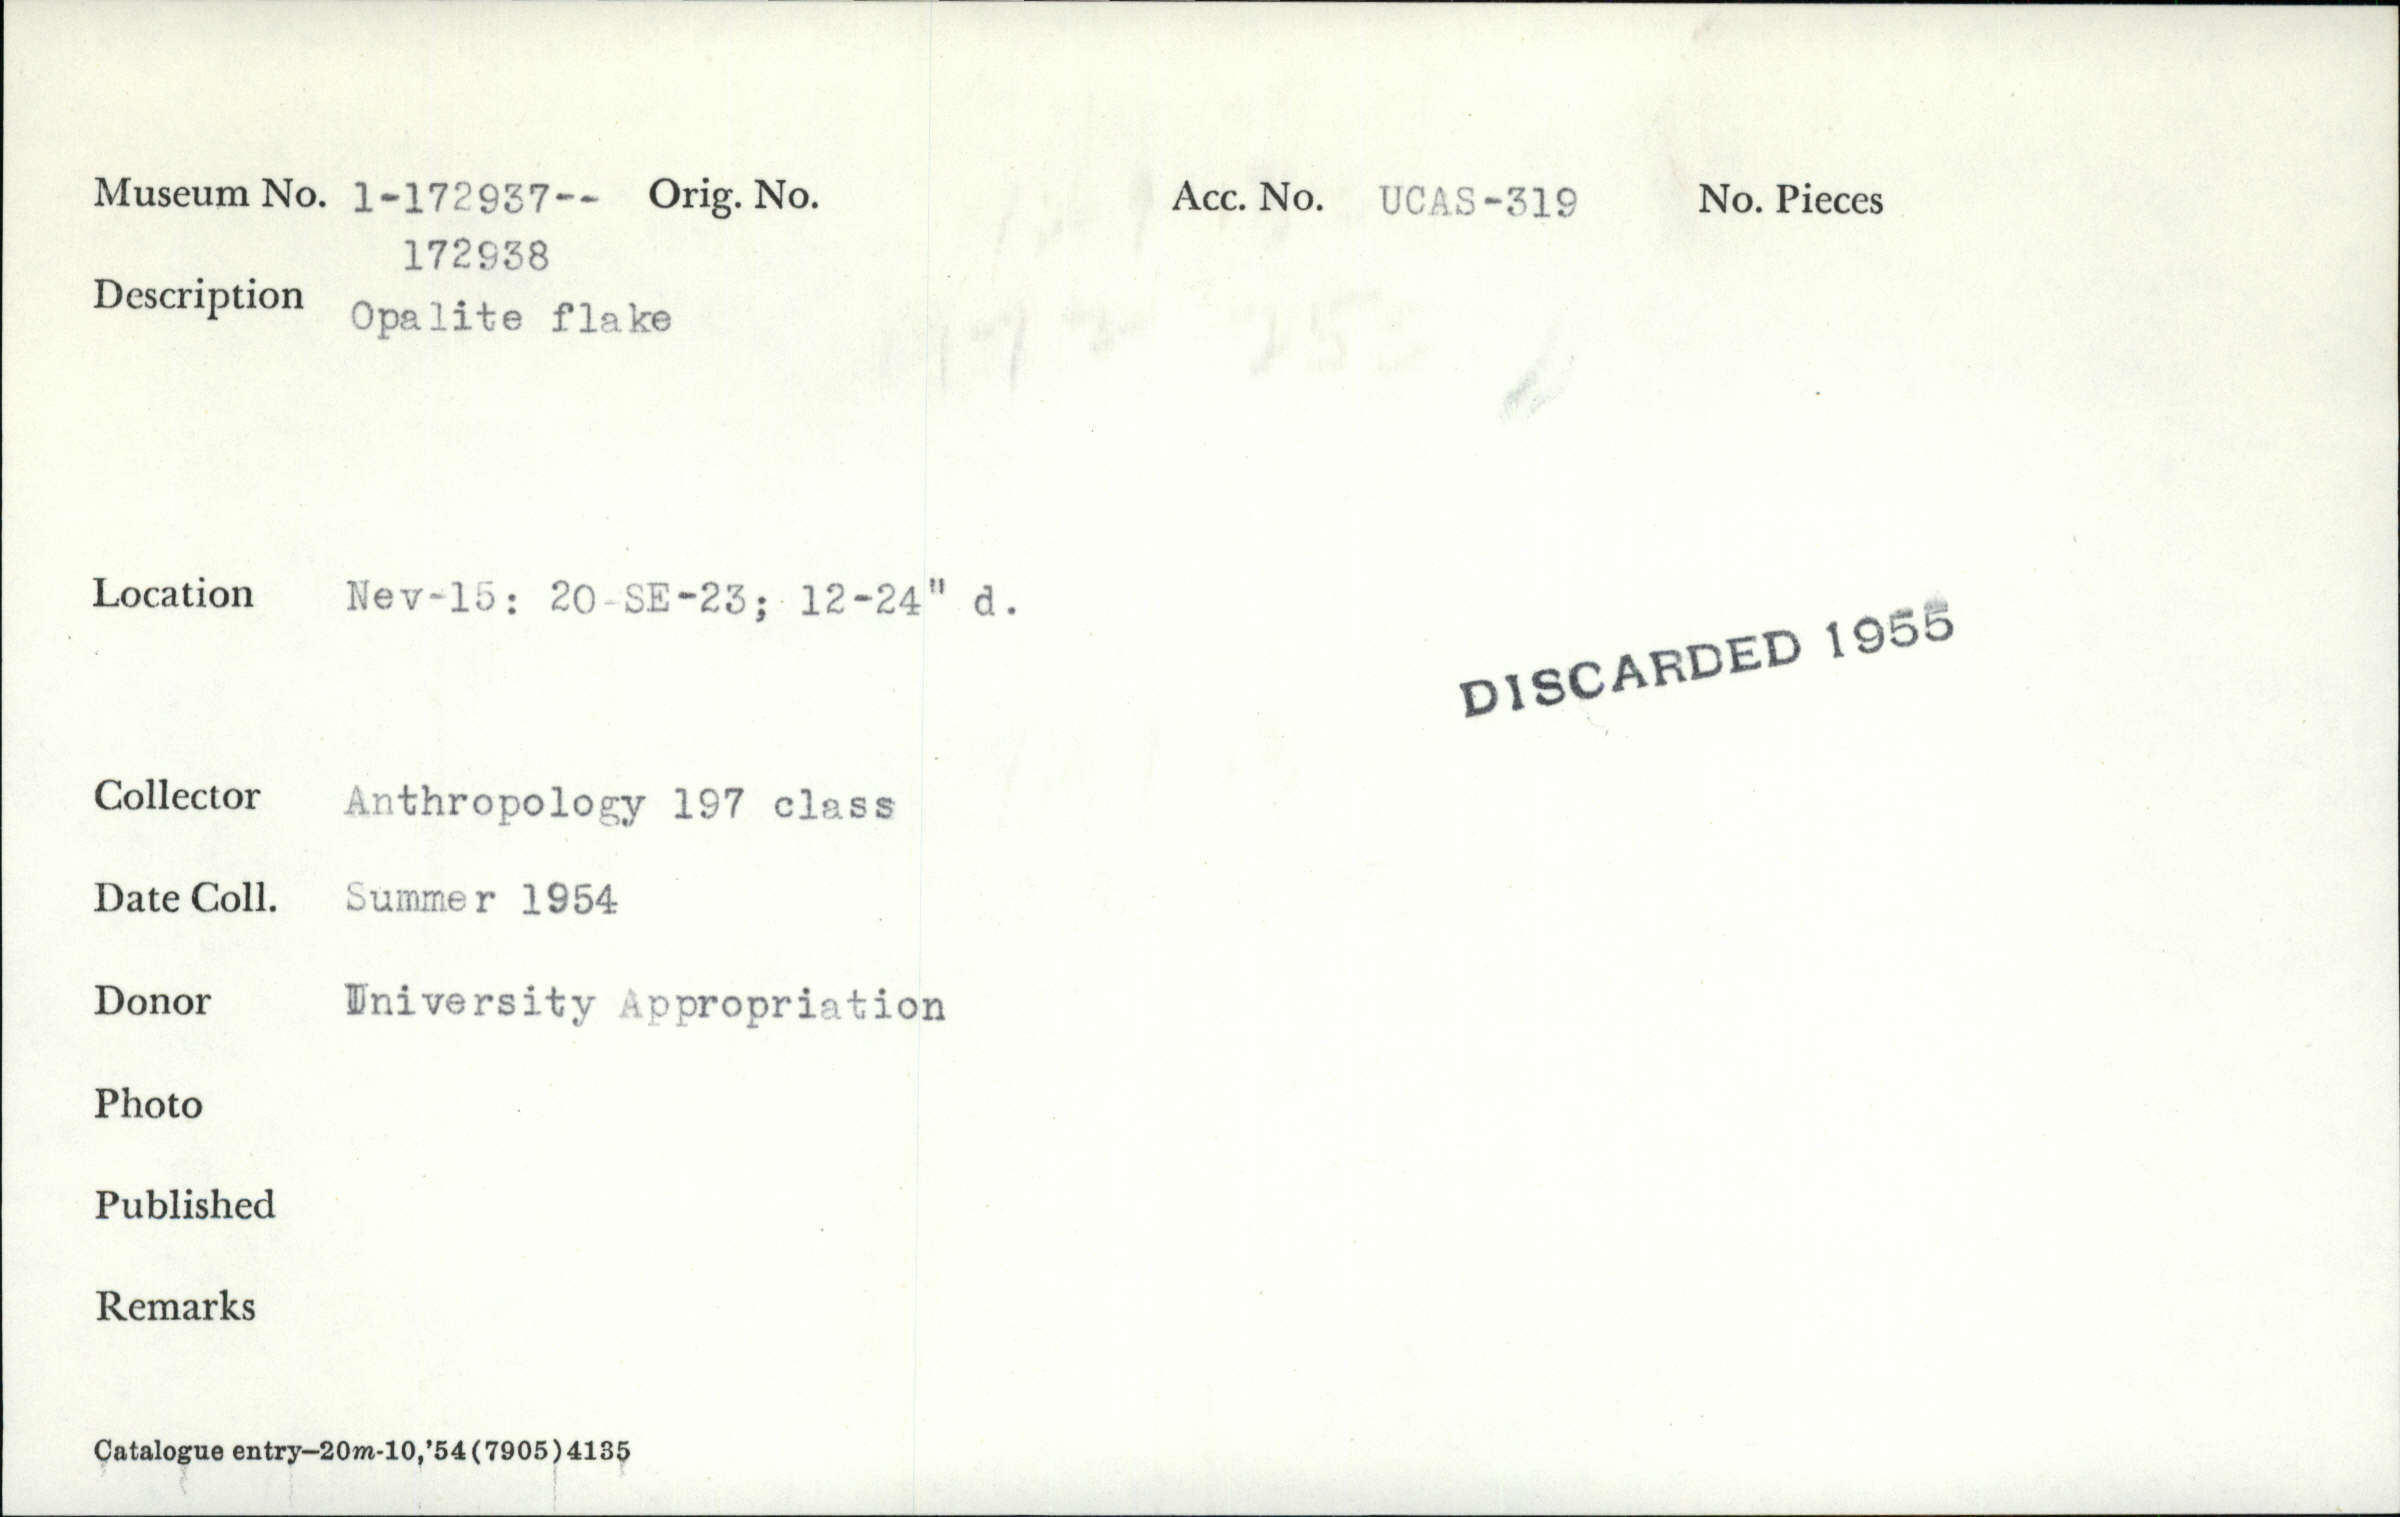 Museum No. 1-172937-- Orig. No. Acc. No. UCAS-319 No. Pieces
172938
Description Opalite flake
Location Nev-15: 20-SE-23; 12-24" d.
DISCARDED 1955
Collector Anthropology 197 class
Date Coll. Summer 1954
Donor University Appropriation
Photo
Published
Remarks
Catalogue entry—20m-10,'54(7905)4135